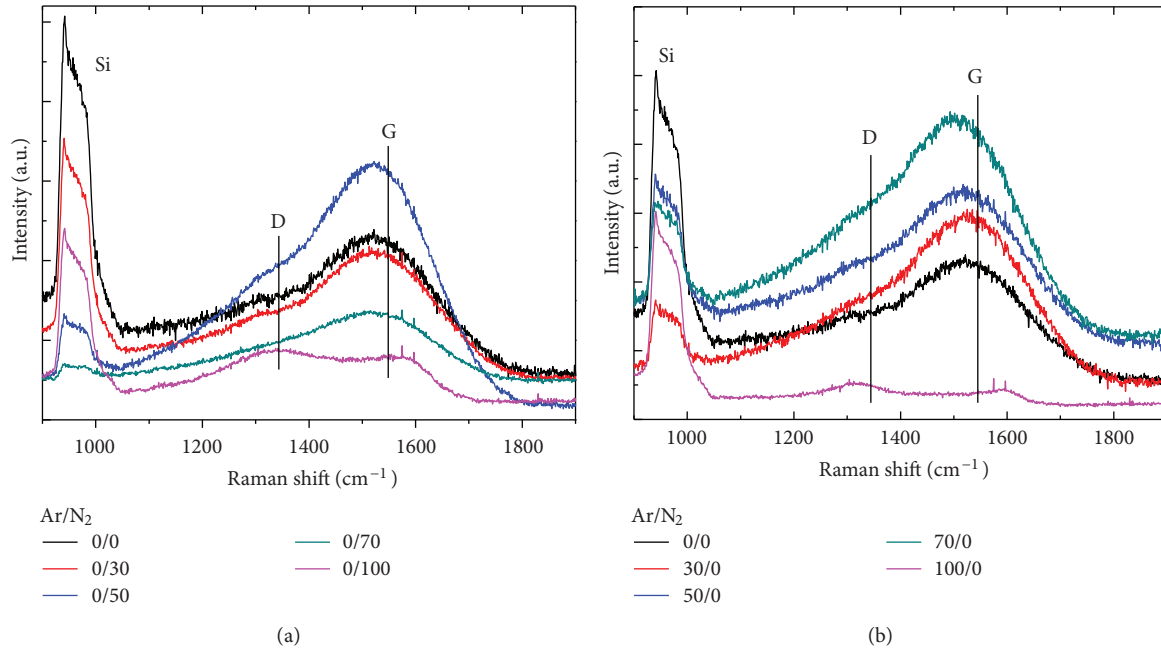 Si
G
D
Intensity (a.u.)
1000 1200 1400 1600 1800
Raman shift (cm⁻¹)
Ar/N₂
0/0
0/30
0/50
0/70
0/100
(a)
Si
G
D
Intensity (a.u.)
1000 1200 1400 1600 1800
Raman shift (cm⁻¹)
Ar/N₂
0/0
30/0
50/0
70/0
100/0
(b)